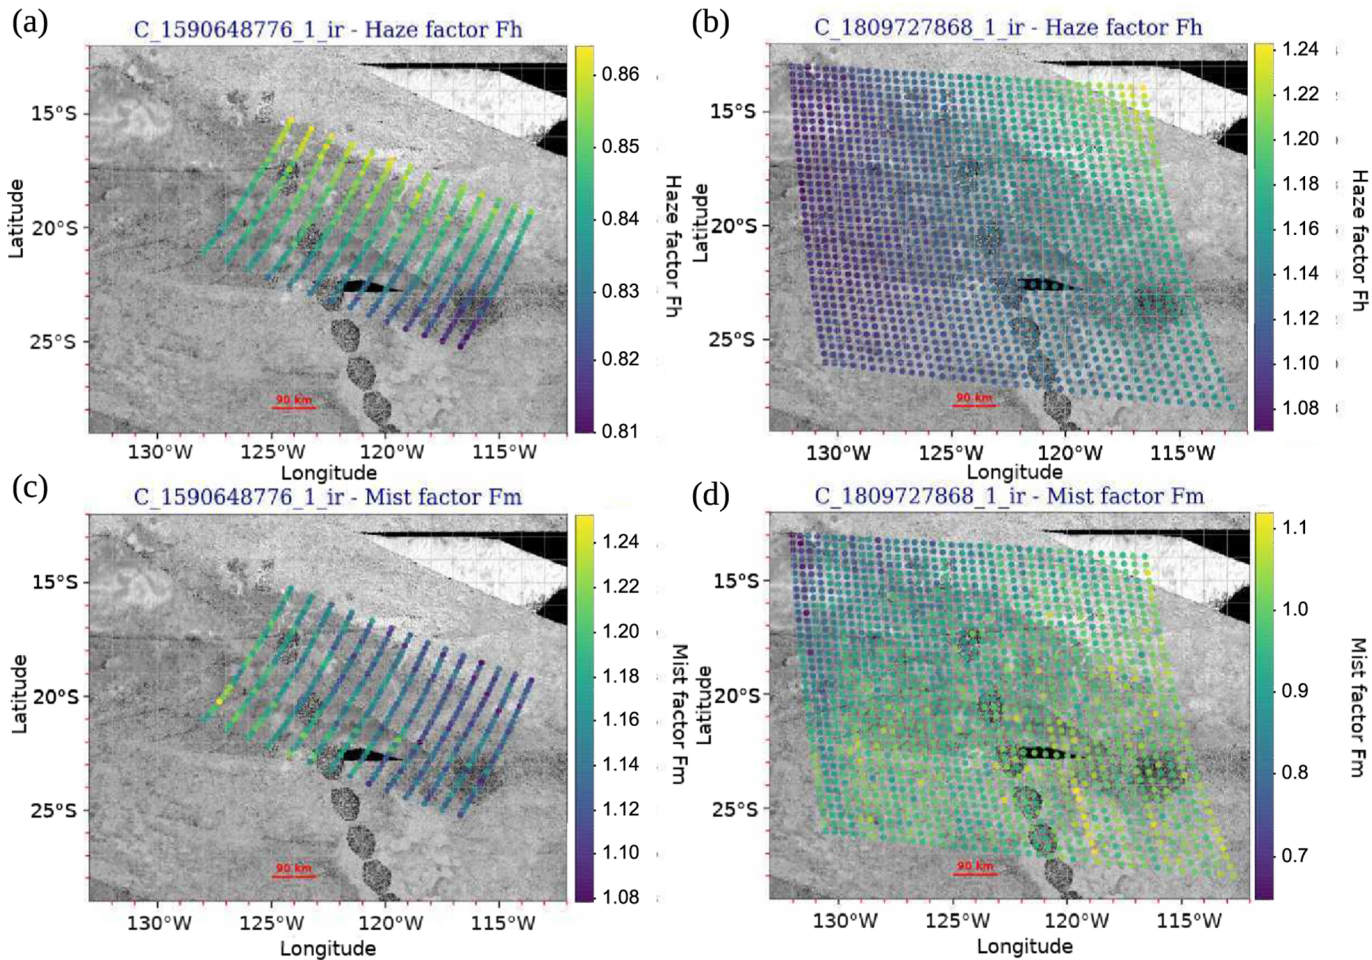 (a)
C_1590648776_1_ir - Haze factor Fh
15°S
20°S
25°S
Latitude
90 km
130°W 125°W 120°W 115°W
Longitude
0.86
0.85
0.84
0.83
0.82
0.81
Haze factor Fh
(b)
C_1809727868_1_ir - Haze factor Fh
15°S
20°S
25°S
Latitude
90 km
130°W 125°W 120°W 115°W
Longitude
1.24
1.22
1.20
1.18
1.16
1.14
1.12
1.10
1.08
Haze factor Fh
(c)
C_1590648776_1_ir - Mist factor Fm
15°S
20°S
25°S
Latitude
90 km
130°W 125°W 120°W 115°W
Longitude
1.24
1.22
1.20
1.18
1.16
1.14
1.12
1.10
1.08
Mist factor Fm
(d)
C_1809727868_1_ir - Mist factor Fm
15°S
20°S
25°S
Latitude
90 km
130°W 125°W 120°W 115°W
Longitude
1.1
1.0
0.9
0.8
0.7
Mist factor Fm